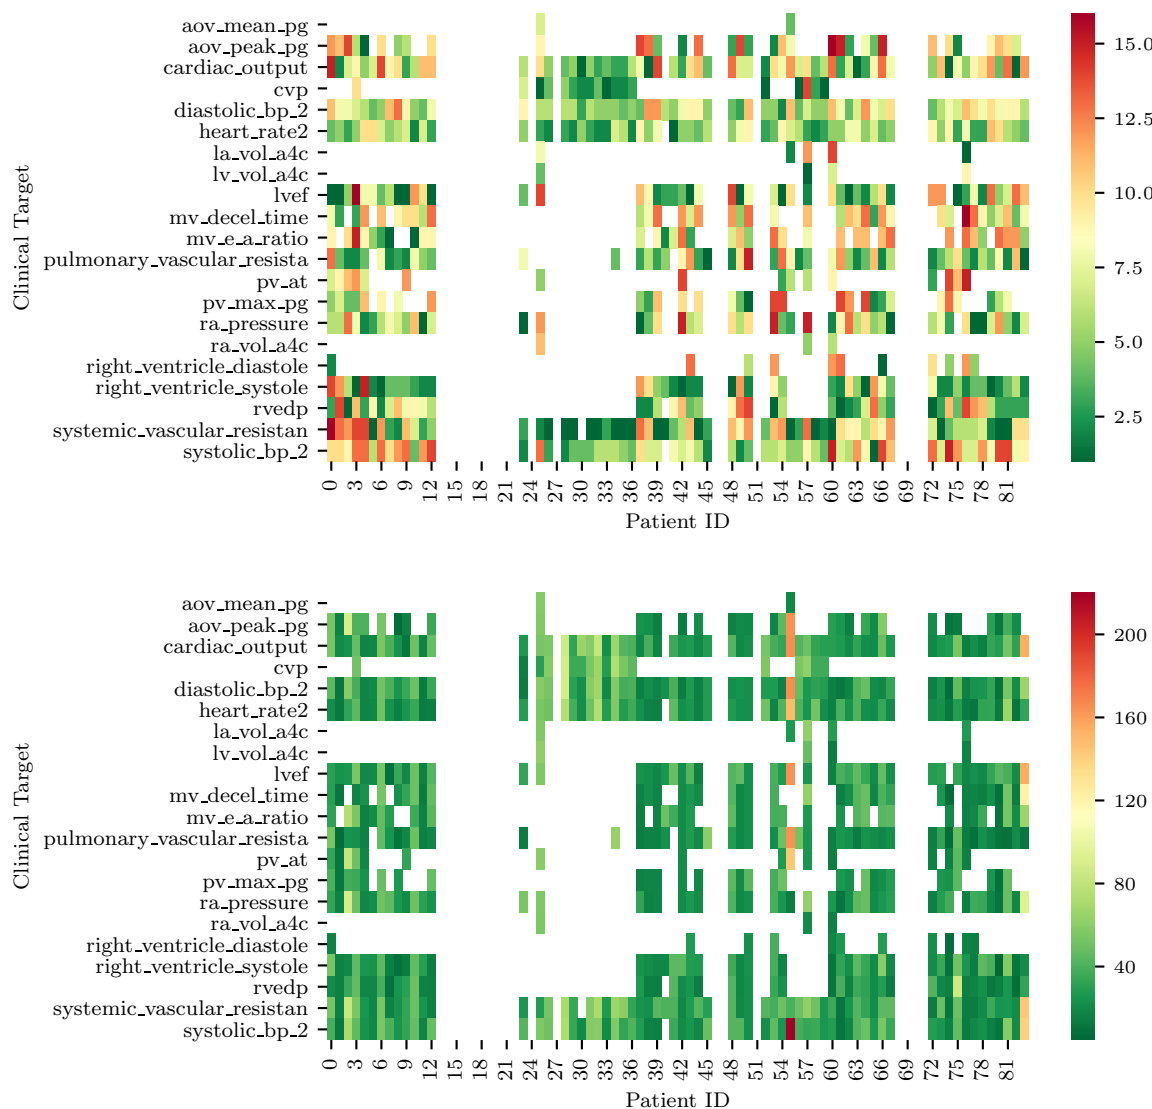 aov_mean_pg
aov_peak_pg
cardiac_output
cvp
diastolic_bp_2
heart_rate2
la_vol_a4c
lv_vol_a4c
lvef
mv_decel_time
mv_e_a_ratio
pulmonary_vascular_resista
pv_at
pv_max_pg
ra_pressure
ra_vol_a4c
right_ventricle_diastole
right_ventricle_systole
rvedp
systemic_vascular_resistan
systolic_bp_2
Clinical Target
0 3 6 9 12 15 18 21 24 27 30 33 36 39 42 45 48 51 54 57 60 63 66 69 72 75 78 81
Patient ID
15.0
12.5
10.0
7.5
5.0
2.5
aov_mean_pg
aov_peak_pg
cardiac_output
cvp
diastolic_bp_2
heart_rate2
la_vol_a4c
lv_vol_a4c
lvef
mv_decel_time
mv_e_a_ratio
pulmonary_vascular_resista
pv_at
pv_max_pg
ra_pressure
ra_vol_a4c
right_ventricle_diastole
right_ventricle_systole
rvedp
systemic_vascular_resistan
systolic_bp_2
Clinical Target
0 3 6 9 12 15 18 21 24 27 30 33 36 39 42 45 48 51 54 57 60 63 66 69 72 75 78 81
Patient ID
200
160
120
80
40